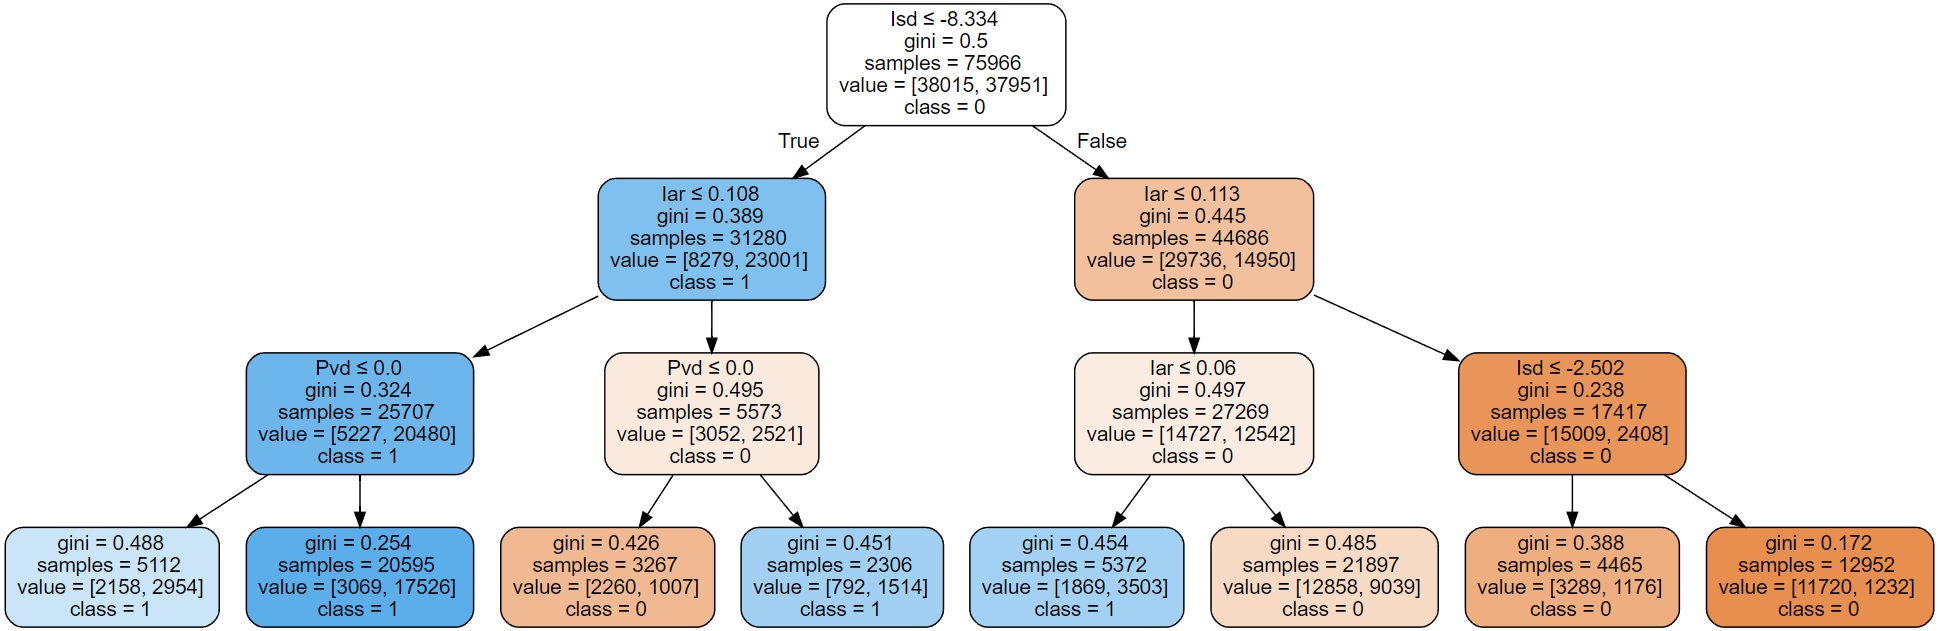 Isd ≤ -8.334
gini = 0.5
samples = 75966
value = [38015, 37951]
class = 0
True
False
Iar ≤ 0.108
gini = 0.389
samples = 31280
value = [8279, 23001]
class = 1
Iar ≤ 0.113
gini = 0.445
samples = 44686
value = [29736, 14950]
class = 0
Pvd ≤ 0.0
gini = 0.324
samples = 25707
value = [5227, 20480]
class = 1
Pvd ≤ 0.0
gini = 0.495
samples = 5573
value = [3052, 2521]
class = 0
Iar ≤ 0.06
gini = 0.497
samples = 27269
value = [14727, 12542]
class = 0
Isd ≤ -2.502
gini = 0.238
samples = 17417
value = [15009, 2408]
class = 0
gini = 0.488
samples = 5112
value = [2158, 2954]
class = 1
gini = 0.254
samples = 20595
value = [3069, 17526]
class = 1
gini = 0.426
samples = 3267
value = [2260, 1007]
class = 0
gini = 0.451
samples = 2306
value = [792, 1514]
class = 1
gini = 0.454
samples = 5372
value = [1869, 3503]
class = 1
gini = 0.485
samples = 21897
value = [12858, 9039]
class = 0
gini = 0.388
samples = 4465
value = [3289, 1176]
class = 0
gini = 0.172
samples = 12952
value = [11720, 1232]
class = 0